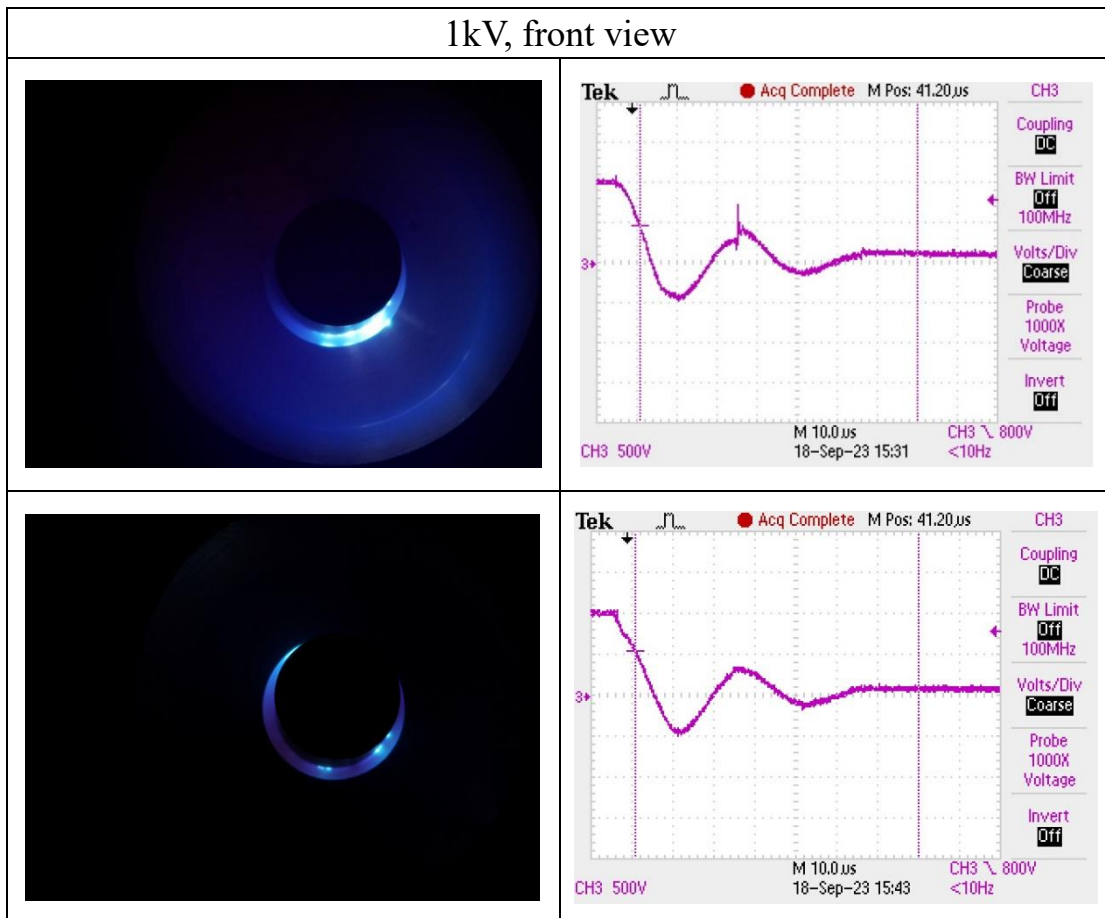 1kV, front view
Tek Acq Complete M Pos: 41.20µs CH3
Coupling
DC
BW Limit
Off
100MHz
3
Volts/Div
Coarse
Probe
1000X
Voltage
Invert
Off
M 10.0µs CH3 800V
CH3 500V 18-Sep-23 15:31 <10Hz
Tek Acq Complete M Pos: 41.20µs CH3
Coupling
DC
BW Limit
Off
100MHz
3
Volts/Div
Coarse
Probe
1000X
Voltage
Invert
Off
M 10.0µs CH3 800V
CH3 500V 18-Sep-23 15:43 <10Hz